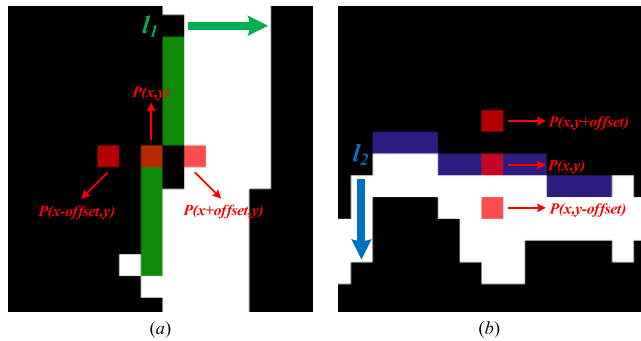 l1
P(x,y)
P(x-offset,y)
P(x+offset,y)
(a)
P(x,y+offset)
l2
P(x,y)
P(x,y-offset)
(b)